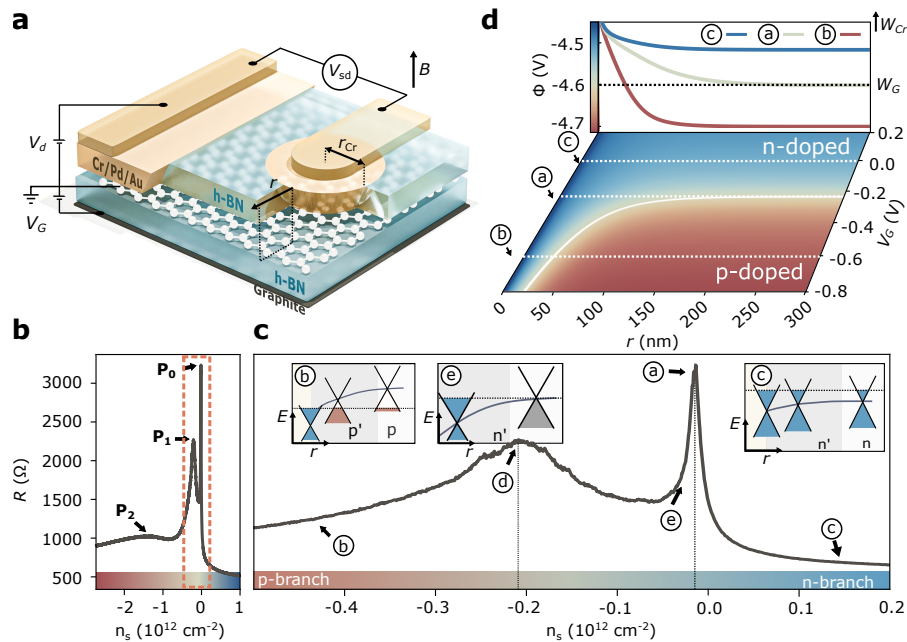 a
V_sd
B
V_d
V_G
Cr/Pd/Au
r_Cr
r
h-BN
h-BN
Graphite
d
c a b
W_Cr
W_G
Φ (V)
-4.5
-4.6
-4.7
n-doped
p-doped
c
a
b
0.2
0.0
-0.2
-0.6
-0.8
V_G (V)
0 50 100 150 200 250 300
r (nm)
b
P_0
P_1
P_2
R (Ω)
3000
2500
2000
1500
1000
500
-2 -1 0 1
n_s (10^12 cm^-2)
c
b
E
r
p'
p
e
E
r
n'
a
c
E
r
n'
n
d
e
b
c
p-branch
n-branch
-0.5 -0.4 -0.3 -0.2 -0.1 0.0 0.1 0.2
n_s (10^12 cm^-2)